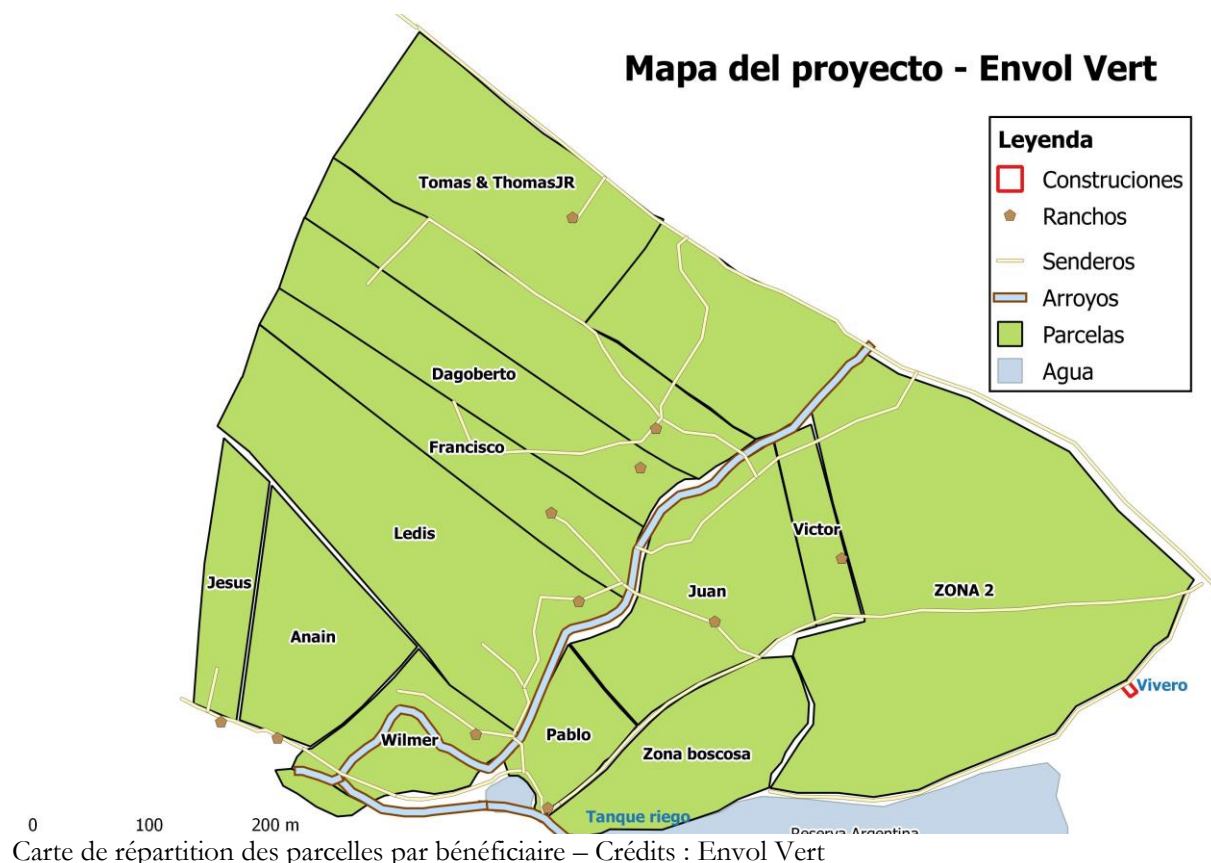 Mapa del proyecto - Envol Vert
Leyenda
Construciones
Ranchos
Senderos
Arroyos
Parcelas
Agua
Tomas & ThomasJR
Dagoberto
Francisco
Ledis
Victor
Jesus
Juan
ZONA 2
Anain
Vivero
Wilmer
Pablo
Zona boscosa
Tanque riego
Reserva Argentina
0 100 200 m
Carte de répartition des parcelles par bénéficiaire – Crédits : Envol Vert